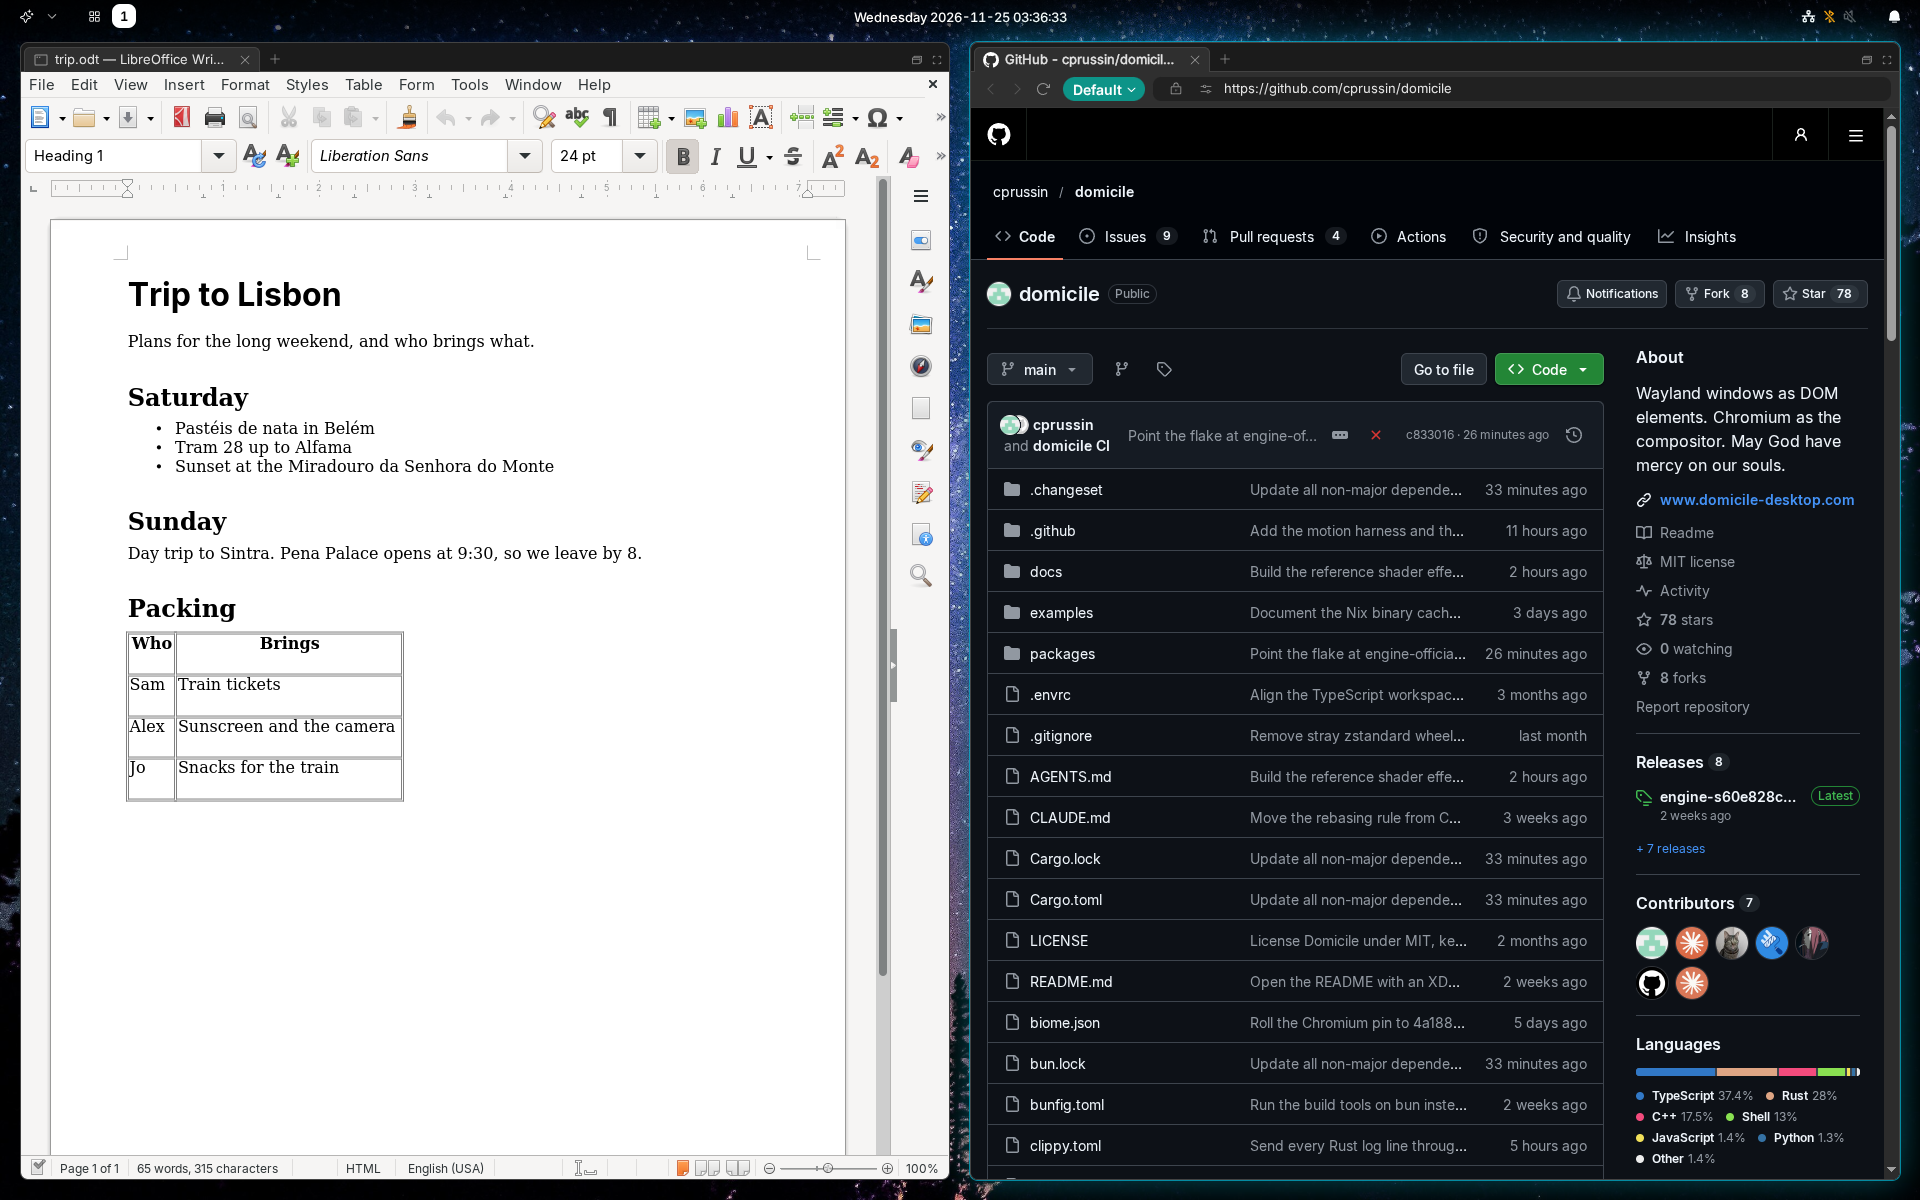 1
Wednesday 2026-11-25 03:36:33
trip.odt — LibreOffice Wri...
File Edit View Insert Format Styles Table Form Tools Window Help
Heading 1
Liberation Sans
24 pt
1 2 3 4 5 6 7
Trip to Lisbon
Plans for the long weekend, and who brings what.
Saturday
• Pastéis de nata in Belém
• Tram 28 up to Alfama
• Sunset at the Miradouro da Senhora do Monte
Sunday
Day trip to Sintra. Pena Palace opens at 9:30, so we leave by 8.
Packing
Who Brings
Sam Train tickets
Alex Sunscreen and the camera
Jo Snacks for the train
Page 1 of 1 65 words, 315 characters HTML English (USA) 100%
GitHub - cprussin/domicil...
Default
https://github.com/cprussin/domicile
cprussin / domicile
Code Issues 9 Pull requests 4 Actions Security and quality Insights
domicile Public
Notifications Fork 8 Star 78
main
Go to file
Code
cprussin
and domicile CI
Point the flake at engine-of...
c833016 · 26 minutes ago
.changeset Update all non-major depende... 33 minutes ago
.github Add the motion harness and th... 11 hours ago
docs Build the reference shader effe... 2 hours ago
examples Document the Nix binary cach... 3 days ago
packages Point the flake at engine-officia... 26 minutes ago
.envrc Align the TypeScript workspac... 3 months ago
.gitignore Remove stray zstandard wheel... last month
AGENTS.md Build the reference shader effe... 2 hours ago
CLAUDE.md Move the rebasing rule from C... 3 weeks ago
Cargo.lock Update all non-major depende... 33 minutes ago
Cargo.toml Update all non-major depende... 33 minutes ago
LICENSE License Domicile under MIT, ke... 2 months ago
README.md Open the README with an XD... 2 weeks ago
biome.json Roll the Chromium pin to 4a188... 5 days ago
bun.lock Update all non-major depende... 33 minutes ago
bunfig.toml Run the build tools on bun inste... 2 weeks ago
clippy.toml Send every Rust log line throug... 5 hours ago
About
Wayland windows as DOM
elements. Chromium as the
compositor. May God have
mercy on our souls.
www.domicile-desktop.com
Readme
MIT license
Activity
78 stars
0 watching
8 forks
Report repository
Releases 8
engine-s60e828c... Latest
2 weeks ago
+ 7 releases
Contributors 7
Languages
TypeScript 37.4% Rust 28%
C++ 17.5% Shell 13%
JavaScript 1.4% Python 1.3%
Other 1.4%